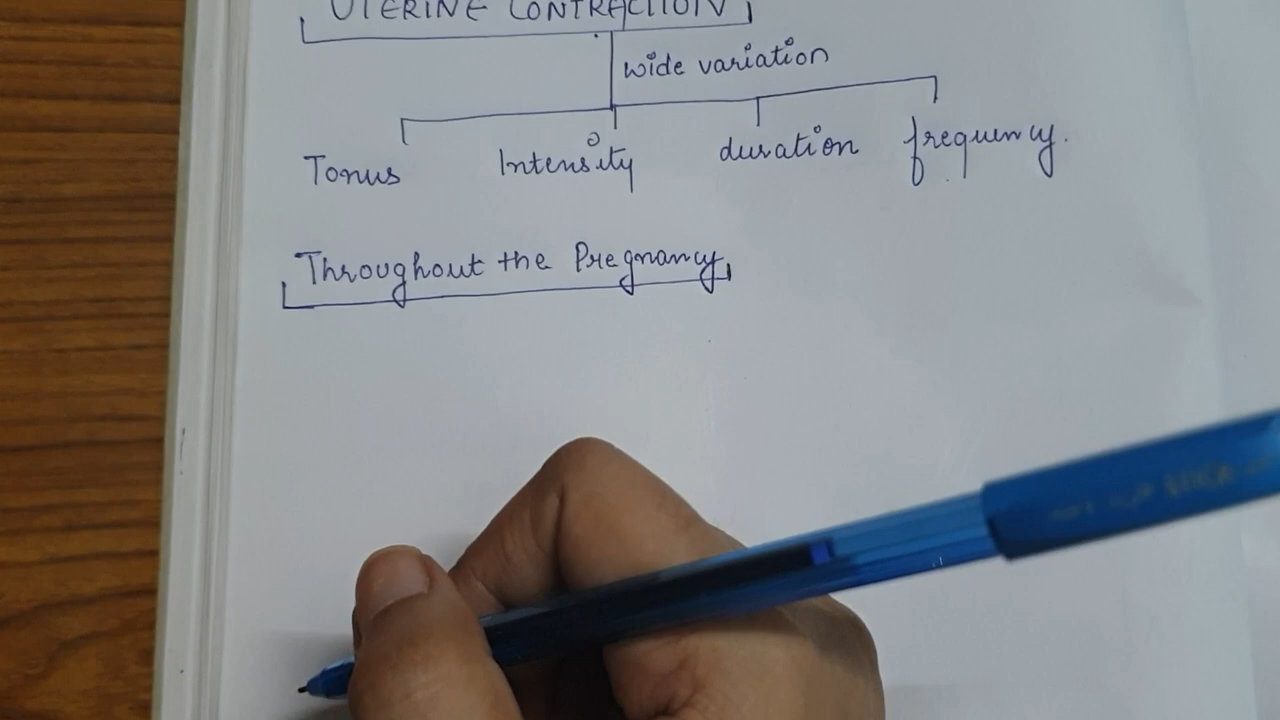 UTERINE CONTRACTION
wide variation
Tonus Intensity duration frequency.
Throughout the Pregnancy